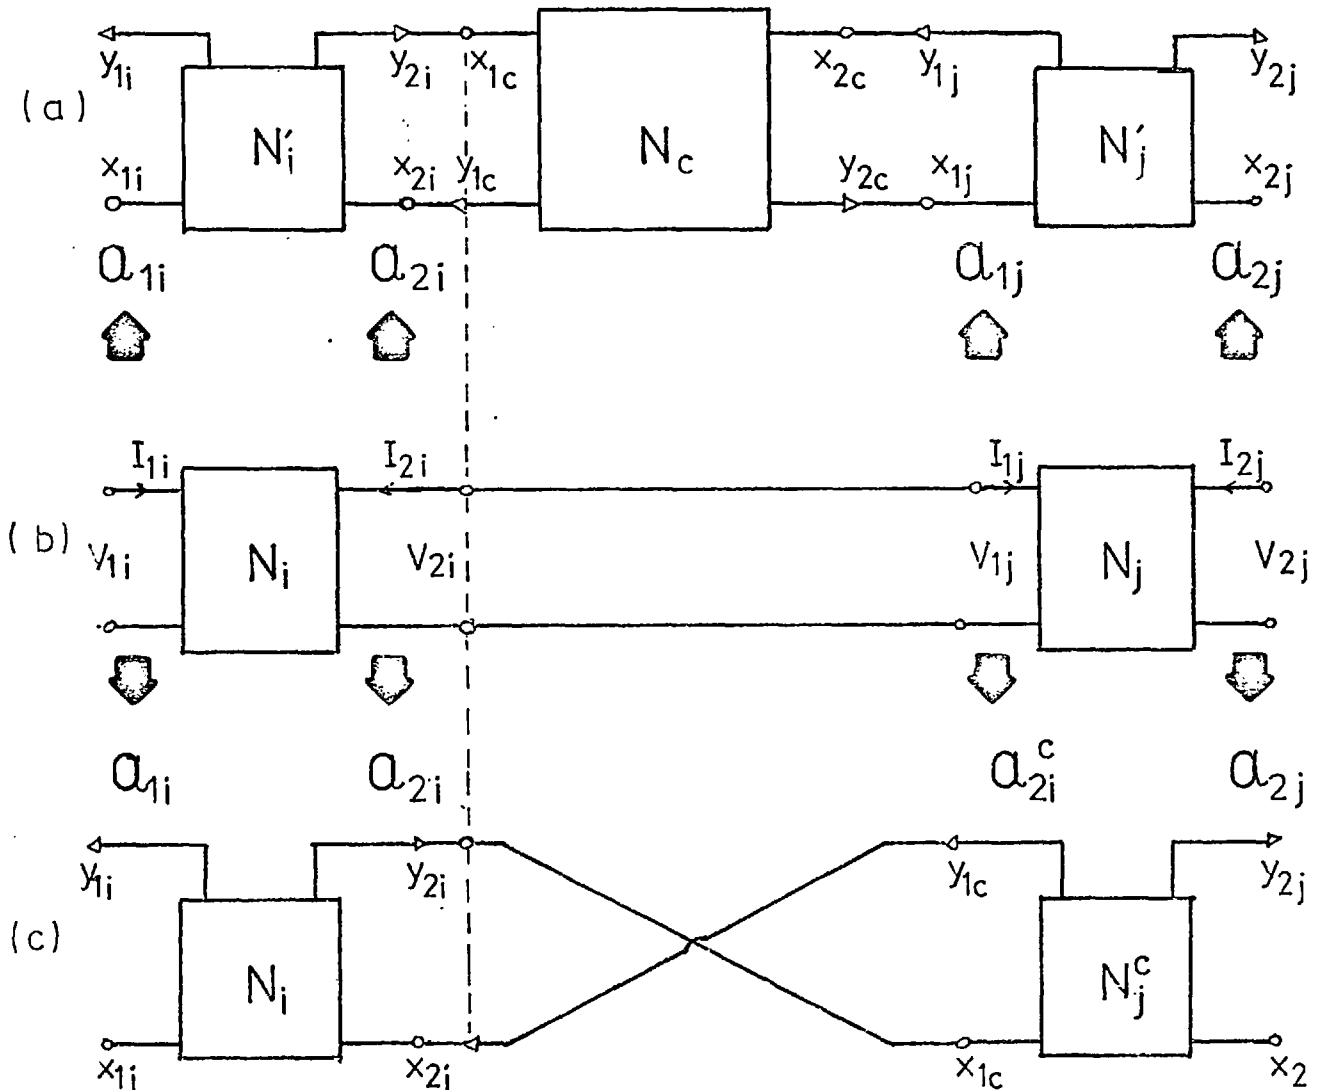 y1i y2i x1c x2c y1j y2j
(a) N'i Nc N'j
x1i x2i y1c y2c x1j x2j
a1i a2i a1j a2j
I1i I2i I1j I2j
(b) V1i Ni V2i V1j Nj V2j
a1i a2i a2i^c a2j
y1i y2i y1c y2j
(c) Ni Nj^c
x1i x2i x1c x2